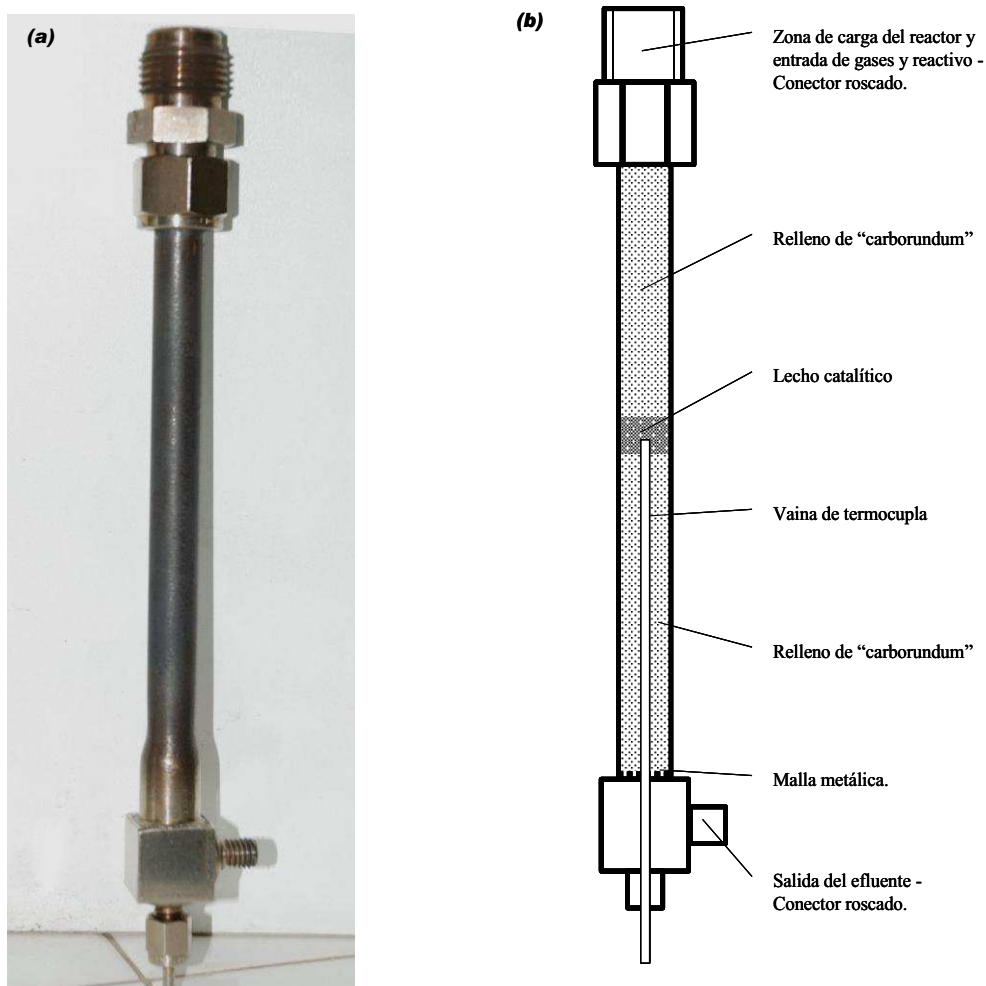 (a)
(b)
Zona de carga del reactor y
entrada de gases y reactivo -
Conector roscado.
Relleno de “carborundum”
Lecho catalítico
Vaina de termocupla
Relleno de “carborundum”
Malla metálica.
Salida del efluente -
Conector roscado.